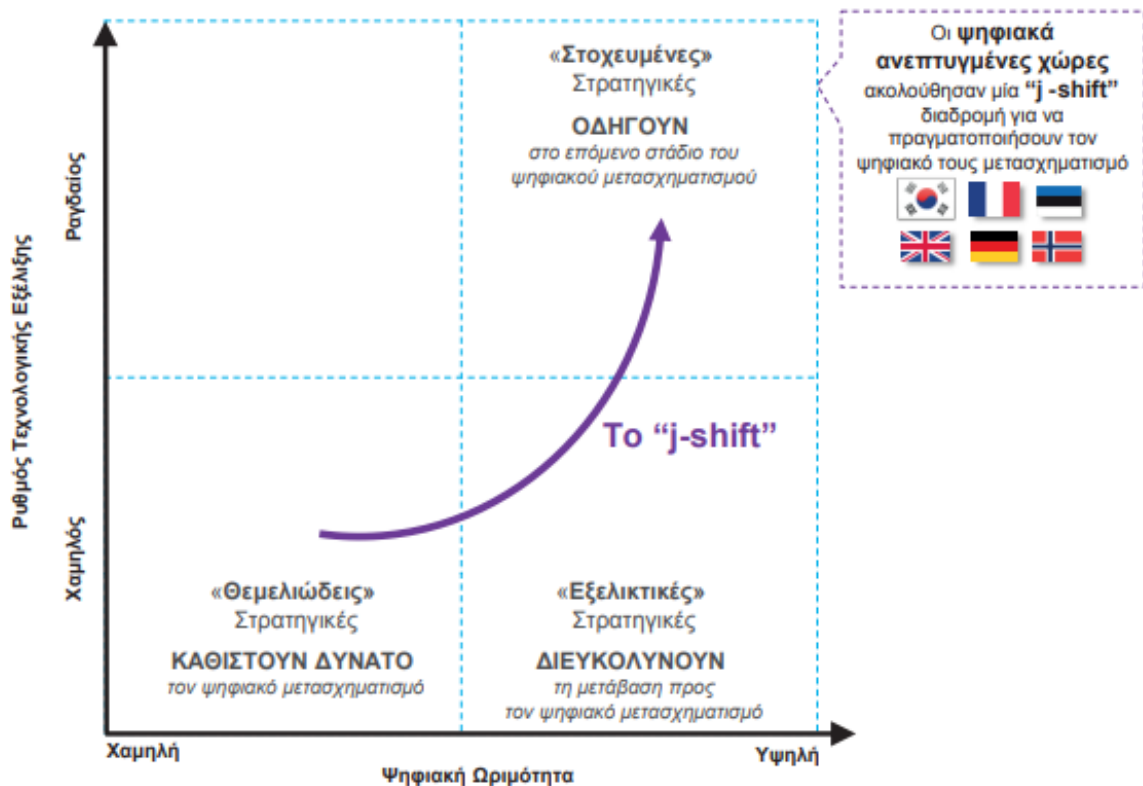 «Στοχευμένες»
Στρατηγικές
ΟΔΗΓΟΥΝ
στο επόμενο στάδιο του
ψηφιακού μετασχηματισμού
Οι ψηφιακά
ανεπτυγμένες χώρες
ακολούθησαν μία “j -shift”
διαδρομή για να
πραγματοποιήσουν τον
ψηφιακό τους μετασχηματισμό
Ρυθμός Τεχνολογικής Εξέλιξης
Ραγδαίος
Χαμηλός
Το “j-shift”
«Θεμελιώδεις»
Στρατηγικές
ΚΑΘΙΣΤΟΥΝ ΔΥΝΑΤΟ
τον ψηφιακό μετασχηματισμό
«Εξελικτικές»
Στρατηγικές
ΔΙΕΥΚΟΛΥΝΟΥΝ
τη μετάβαση προς
τον ψηφιακό μετασχηματισμό
Χαμηλή
Υψηλή
Ψηφιακή Ωριμότητα